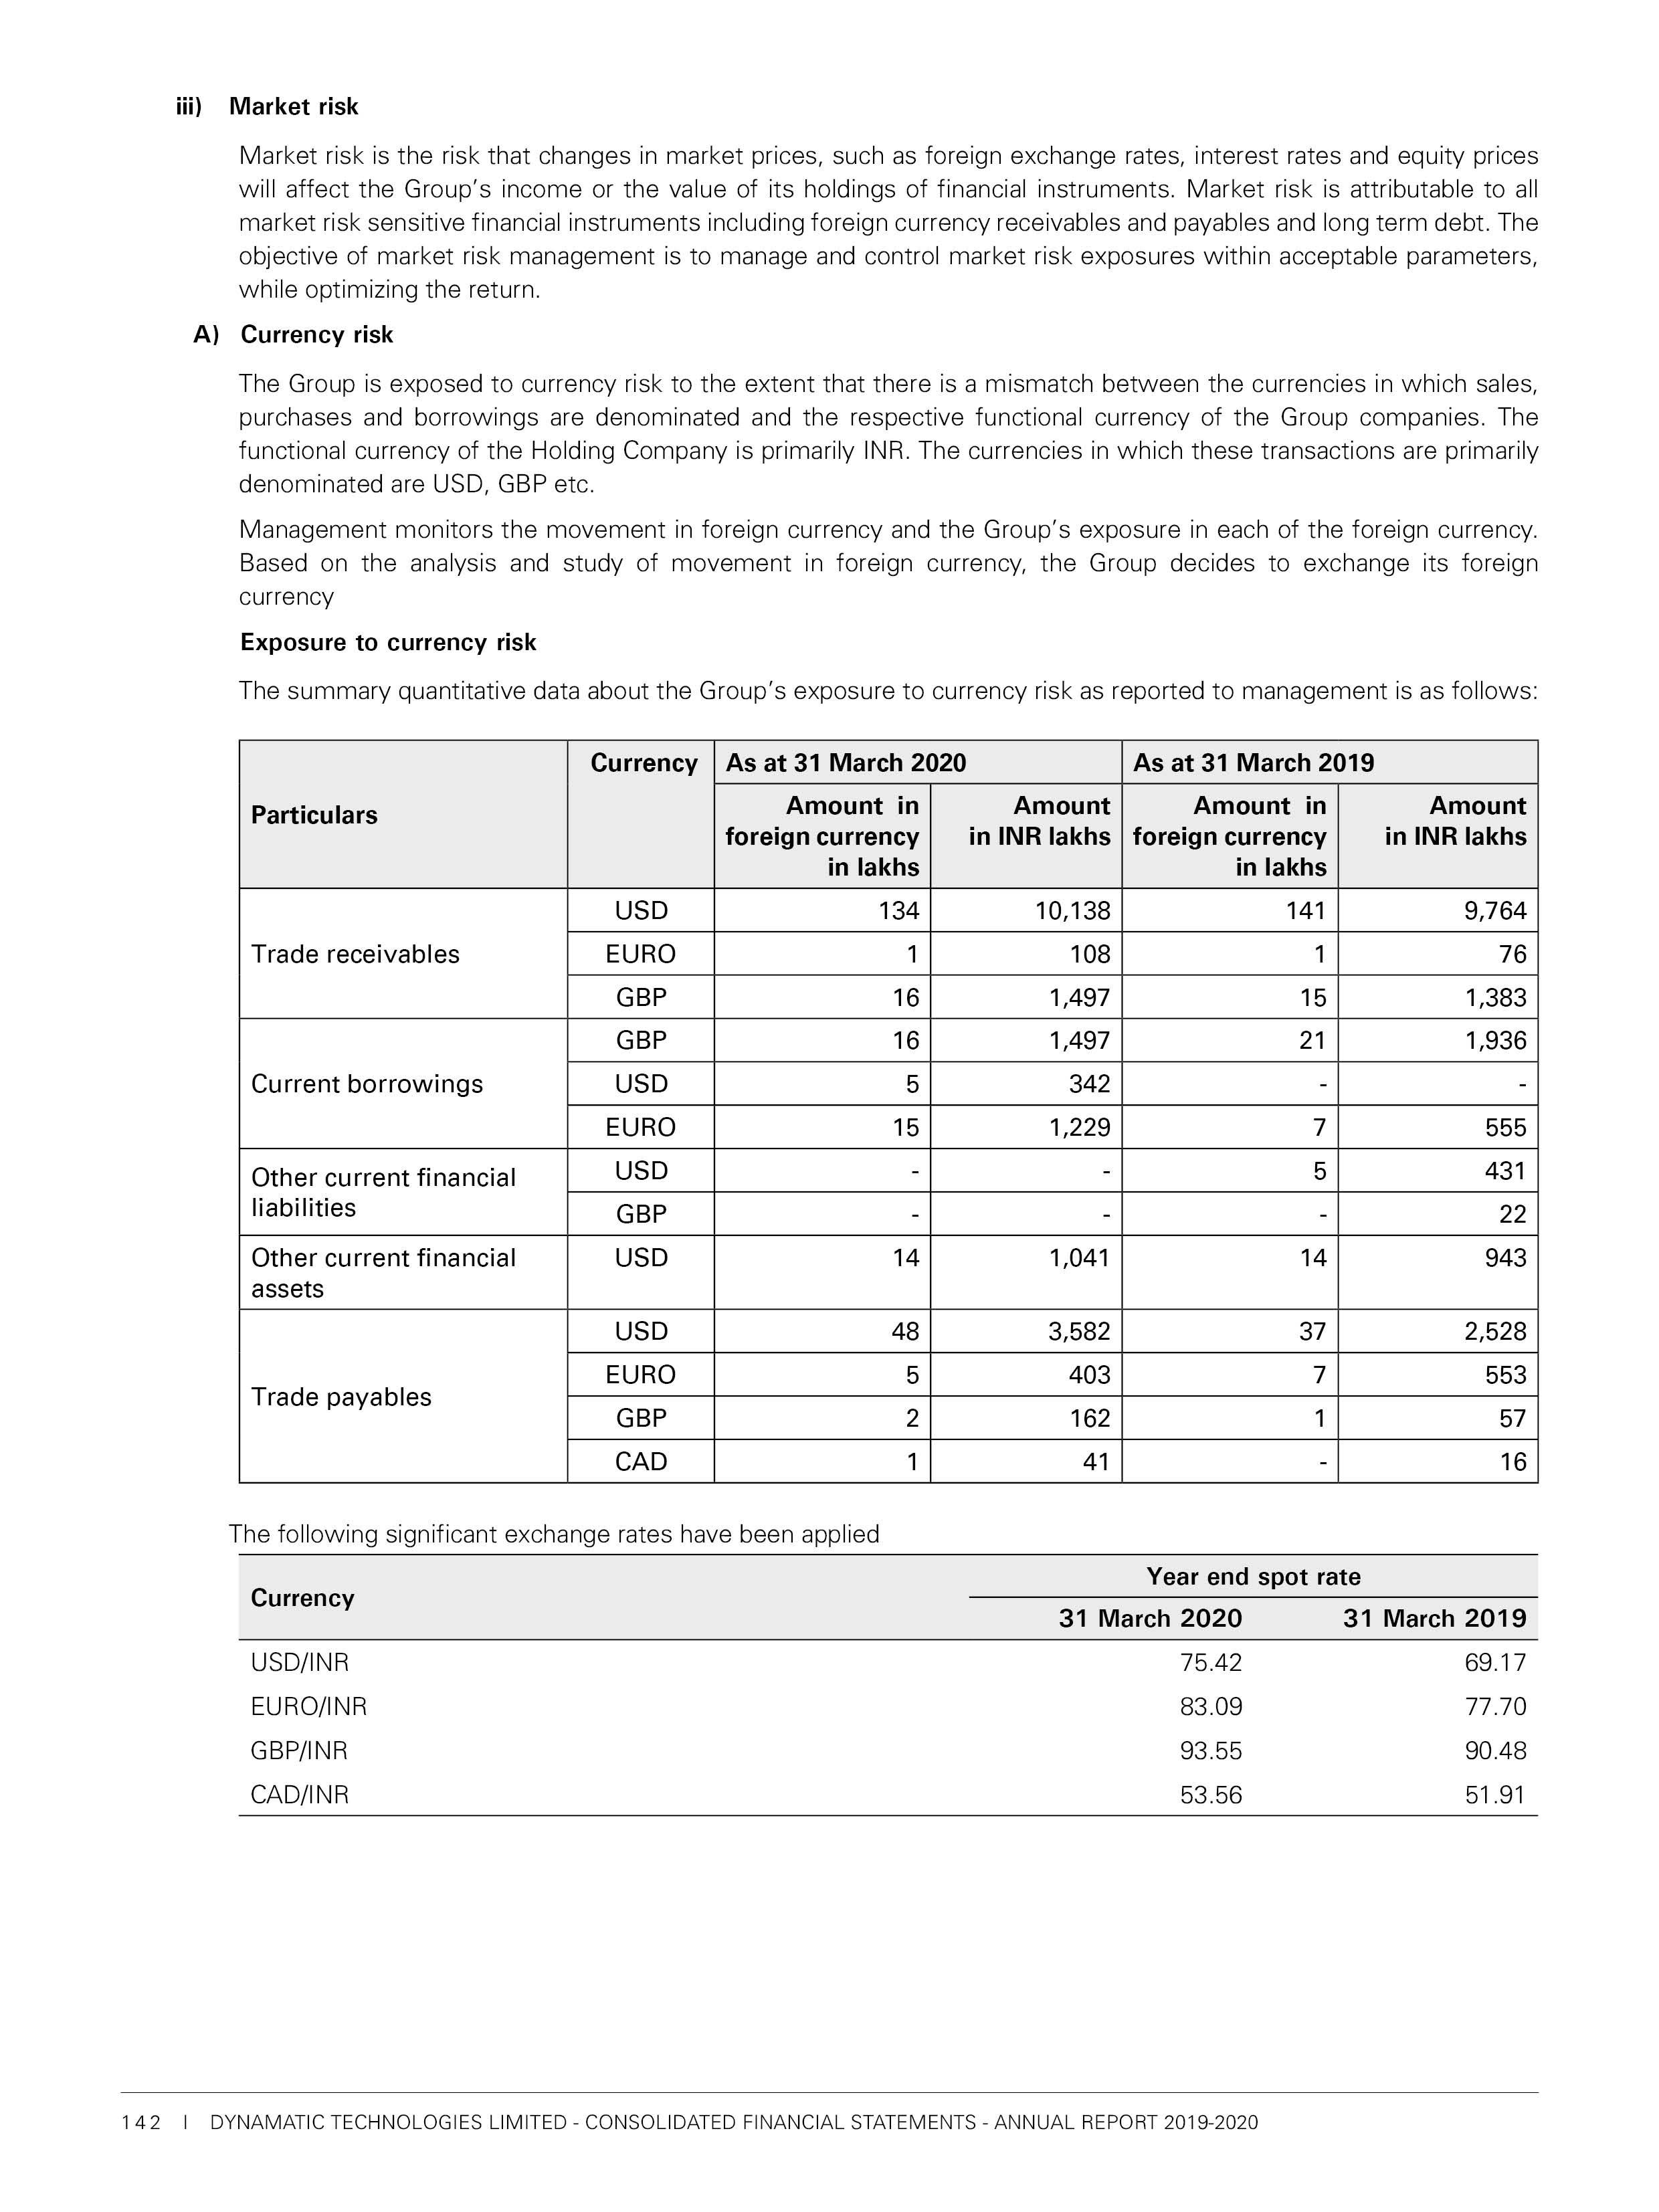 iii) Market risk
Market risk is the risk that changes in market prices, such as foreign exchange rates, interest rates and equity prices
will affect the Group's income or the value of its holdings of financial instruments. Market risk is attributable to all
market risk sensitive financial instruments including foreign currency receivables and payables and long term debt. The
objective of market risk management is to manage and control market risk exposures within acceptable parameters,
while optimizing the return.
A) Currency risk
The Group is exposed to currency risk to the extent that there is a mismatch between the currencies in which sales,
purchases and borrowings are denominated and the respective functional currency of the Group companies. The
functional currency of the Holding Company is primarily INR. The currencies in which these transactions are primarily
denominated are USD, GBP etc.
Management monitors the movement in foreign currency and the Group's exposure in each of the foreign currency.
Based on the analysis and study of movement in foreign currency, the Group decides to exchange its foreign
currency
Exposure to currency risk
The summary quantitative data about the Group's exposure to currency risk as reported to management is as follows:
Particulars Currency As at 31 March 2020 As at 31 March 2019
Amount in Amount Amount in Amount
foreign currency in INR lakhs foreign currency in INR lakhs
in lakhs in lakhs
Trade receivables USD 134 10,138 141 9,764
EURO 1 108 1 76
GBP 16 1,497 15 1,383
Current borrowings GBP 16 1,497 21 1,936
USD 5 342 - -
EURO 15 1,229 7 555
Other current financial USD - - 5 431
liabilities GBP - - - 22
Other current financial USD 14 1,041 14 943
assets
Trade payables USD 48 3,582 37 2,528
EURO 5 403 7 553
GBP 2 162 1 57
CAD 1 41 - 16
The following significant exchange rates have been applied
Currency Year end spot rate
31 March 2020 31 March 2019
USD/INR 75.42 69.17
EURO/INR 83.09 77.70
GBP/INR 93.55 90.48
CAD/INR 53.56 51.91
142 I DYNAMATIC TECHNOLOGIES LIMITED - CONSOLIDATED FINANCIAL STATEMENTS - ANNUAL REPORT 2019-2020